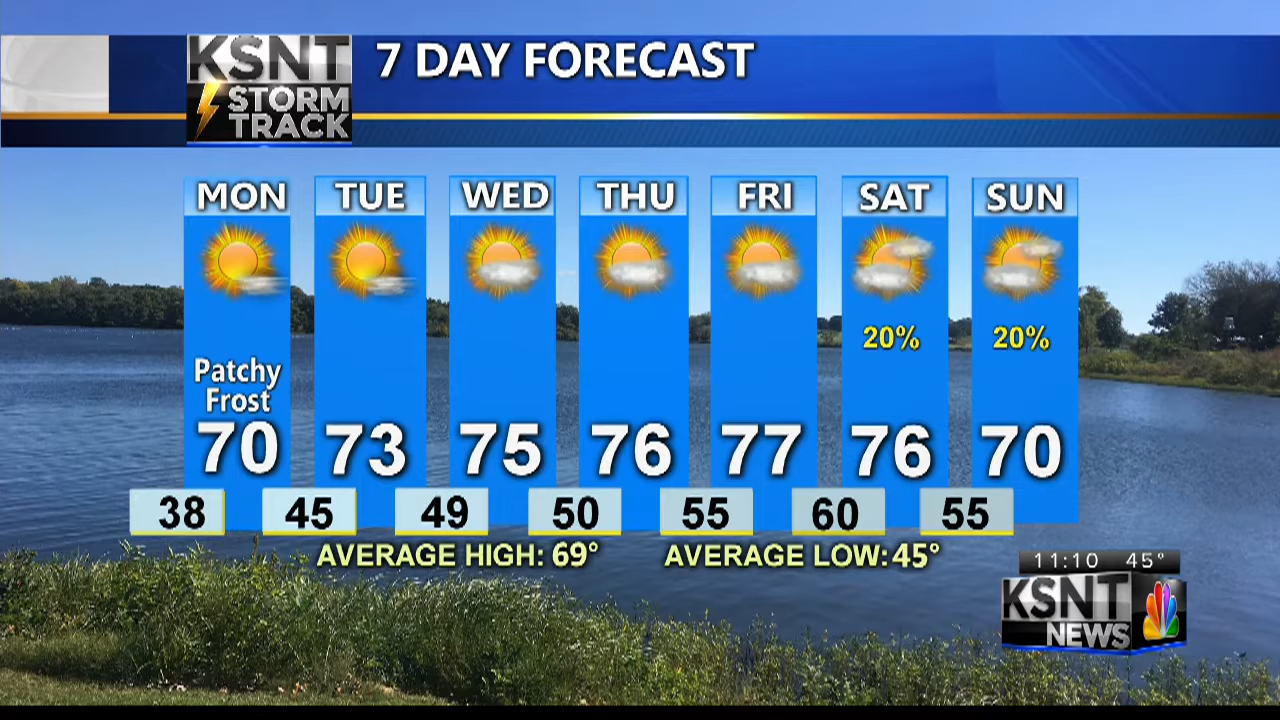 KSNT
STORM
TRACK
7 DAY FORECAST
MON TUE WED THU FRI SAT SUN
20% 20%
Patchy
Frost
70 73 75 76 77 76 70
38 45 49 50 55 60 55
AVERAGE HIGH: 69° AVERAGE LOW: 45°
11:10 45°
KSNT
NEWS